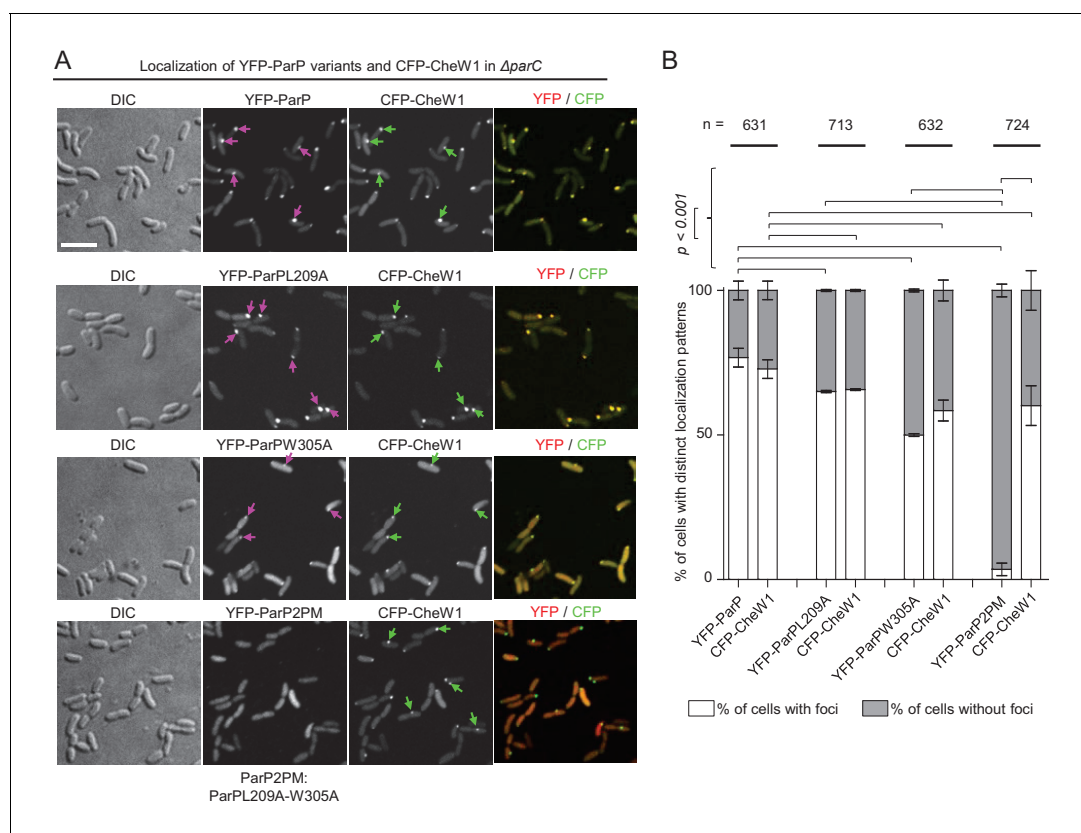 A
Localization of YFP-ParP variants and CFP-CheW1 in ΔparC
DIC YFP-ParP CFP-CheW1 YFP / CFP
DIC YFP-ParPL209A CFP-CheW1 YFP / CFP
DIC YFP-ParPW305A CFP-CheW1 YFP / CFP
DIC YFP-ParP2PM CFP-CheW1 YFP / CFP
ParP2PM:
ParPL209A-W305A
B
n = 631 713 632 724
p < 0.001
% of cells with distinct localization patterns
100
50
0
YFP-ParP
CFP-CheW1
YFP-ParPL209A
CFP-CheW1
YFP-ParPW305A
CFP-CheW1
YFP-ParP2PM
CFP-CheW1
% of cells with foci % of cells without foci